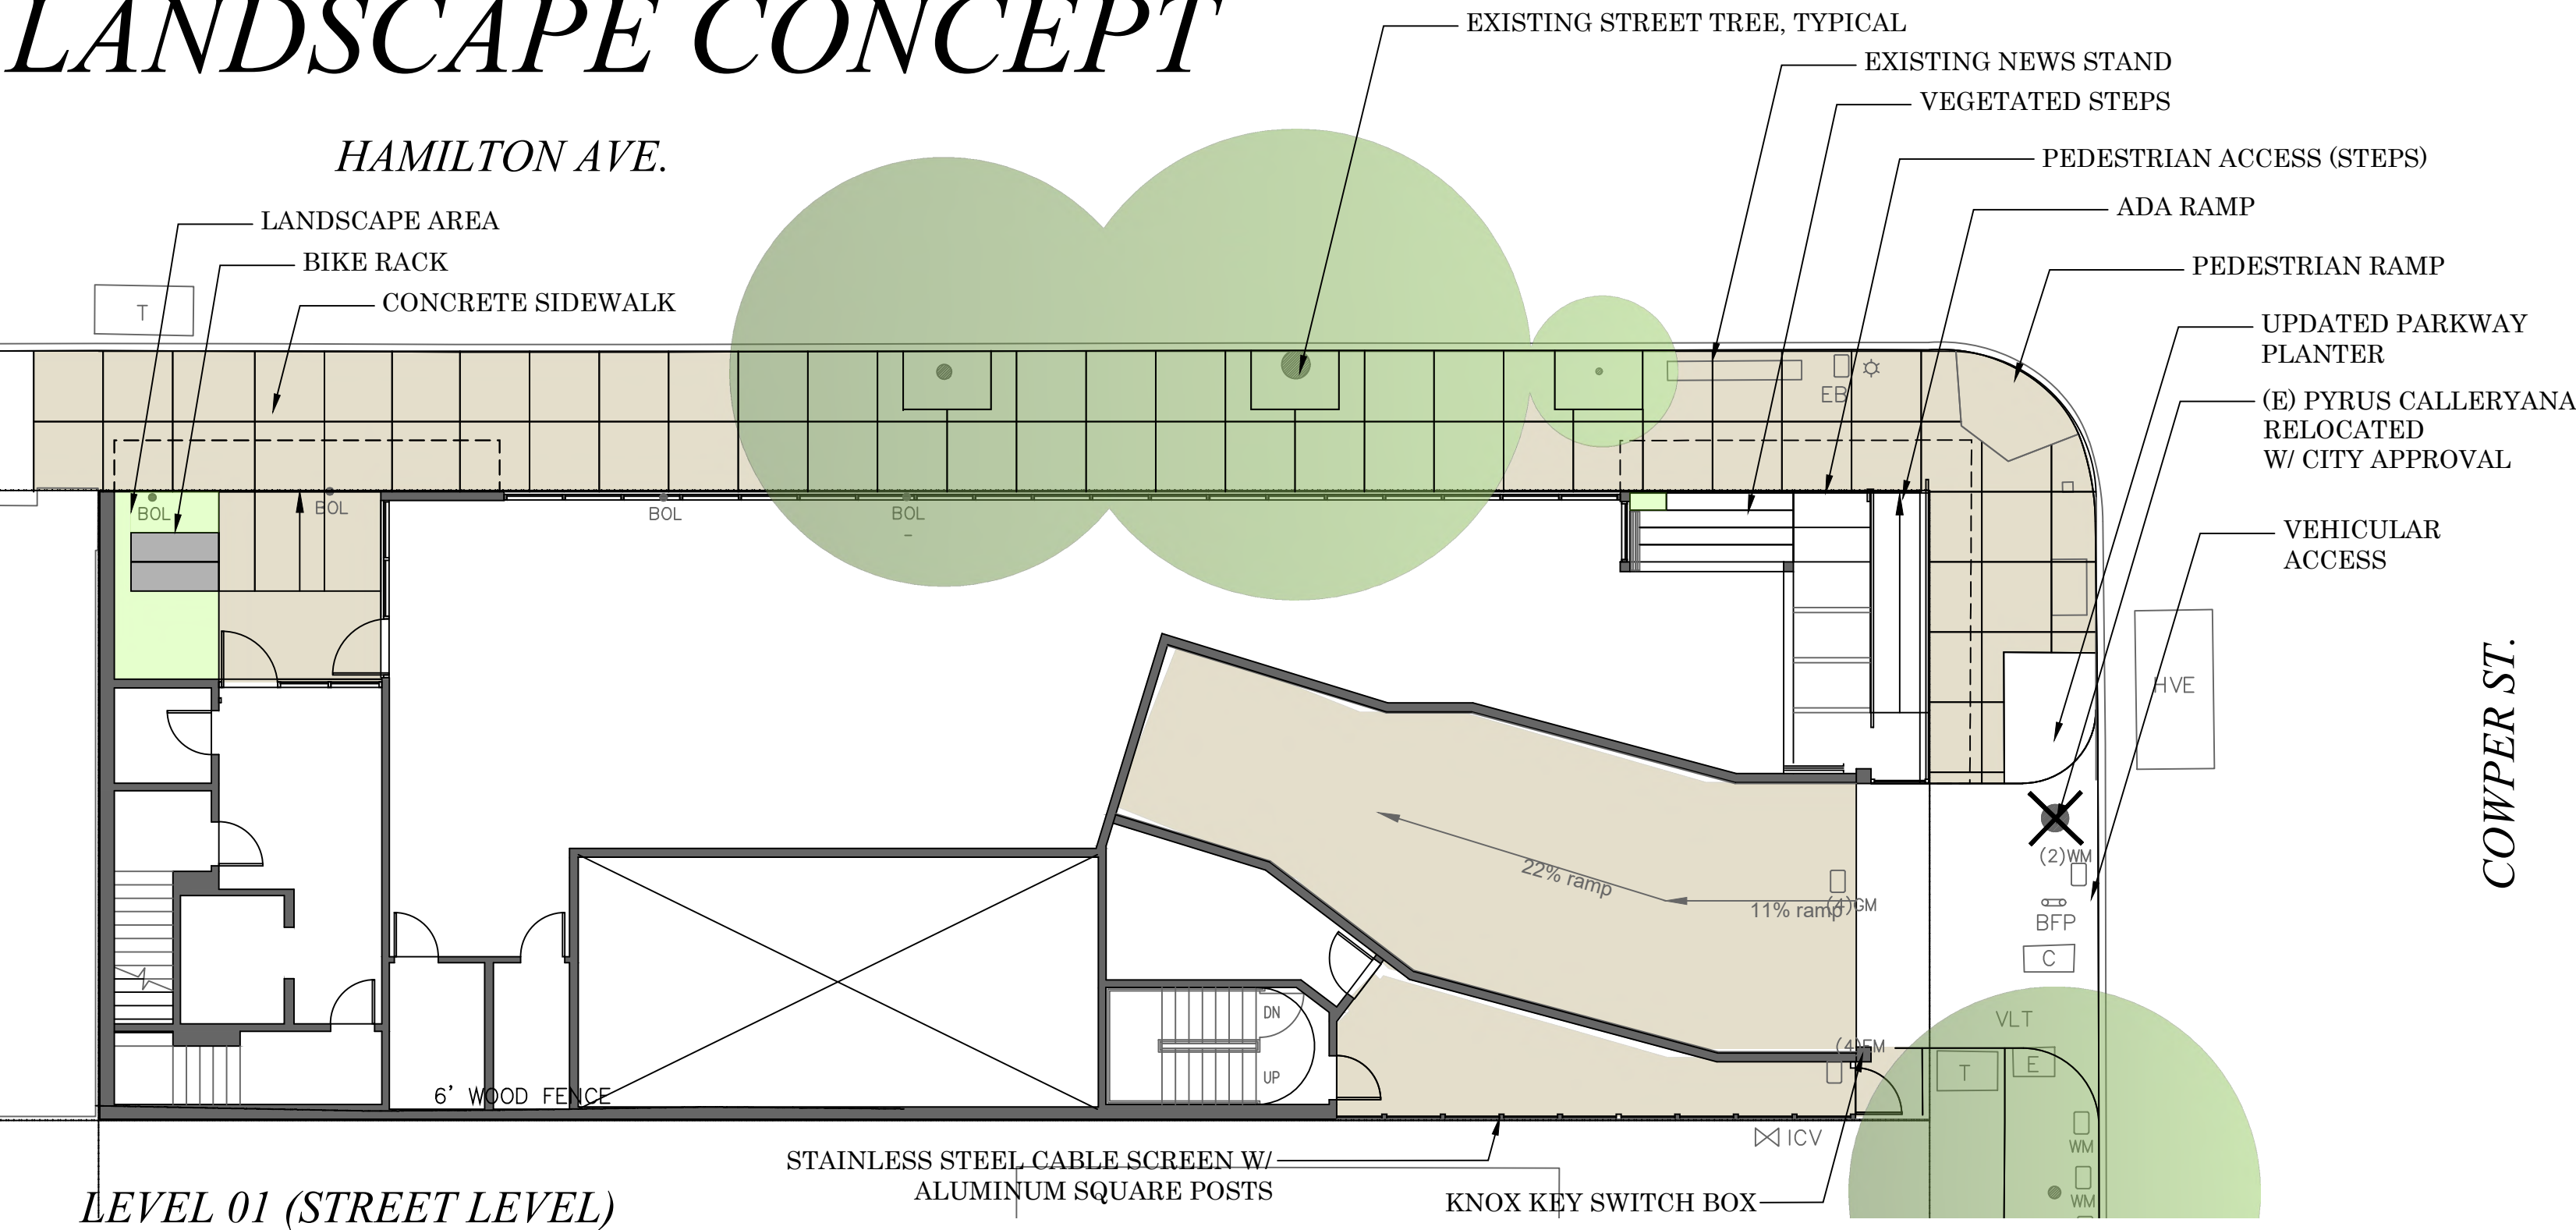 LANDSCAPE CONCEPT
EXISTING STREET TREE, TYPICAL
EXISTING NEWS STAND
VEGETATED STEPS
HAMILTON AVE.
PEDESTRIAN ACCESS (STEPS)
ADA RAMP
LANDSCAPE AREA
BIKE RACK
PEDESTRIAN RAMP
CONCRETE SIDEWALK
T
UPDATED PARKWAY
PLANTER
EB
(E) PYRUS CALLERYANA
RELOCATED
W/ CITY APPROVAL
BOL
BOL
BOL
BOL
VEHICULAR
ACCESS
HVE
COWPER ST.
(2)WM
22% ramp
11% ramp
(4)GM
BFP
C
DN
VLT
(4)EM
T
E
UP
6' WOOD FENCE
ICV
WM
STAINLESS STEEL CABLE SCREEN W/
ALUMINUM SQUARE POSTS
KNOX KEY SWITCH BOX
WM
LEVEL 01 (STREET LEVEL)